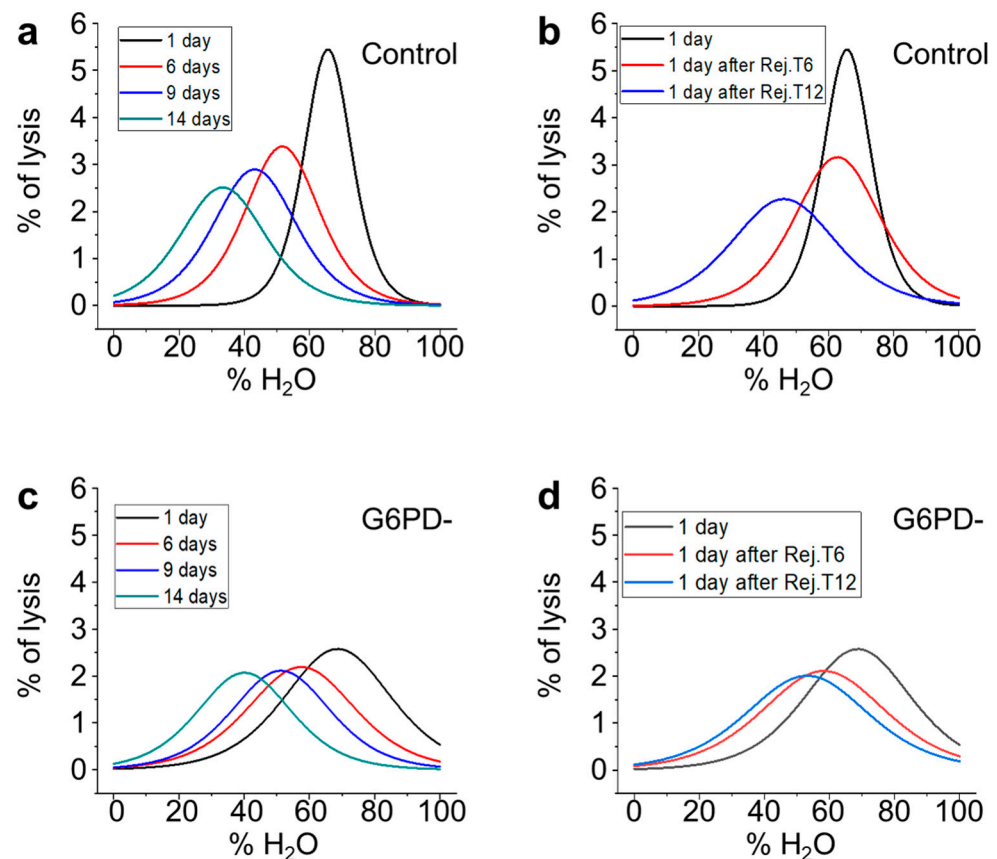 a
Control
1 day
6 days
9 days
14 days
% of lysis
6
5
4
3
2
1
0
0 20 40 60 80 100
% H₂O
b
Control
1 day
1 day after Rej.T6
1 day after Rej.T12
% of lysis
6
5
4
3
2
1
0
0 20 40 60 80 100
% H₂O
c
G6PD-
1 day
6 days
9 days
14 days
% of lysis
6
5
4
3
2
1
0
0 20 40 60 80 100
% H₂O
d
G6PD-
1 day
1 day after Rej.T6
1 day after Rej.T12
% of lysis
6
5
4
3
2
1
0
0 20 40 60 80 100
% H₂O